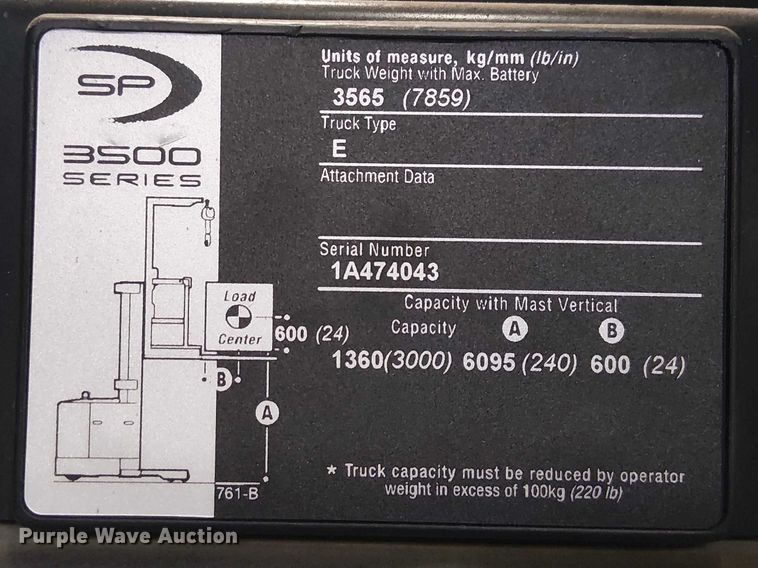 SP
3500
SERIES
Units of measure, kg/mm (lb/in)
Truck Weight with Max. Battery
3565 (7859)
Truck Type
E
Attachment Data
Serial Number
1A474043
Capacity with Mast Vertical
Capacity A B
1360(3000) 6095 (240) 600 (24)
Load
Center
600 (24)
B
A
* Truck capacity must be reduced by operator
weight in excess of 100kg (220 lb)
761-B
Purple Wave Auction